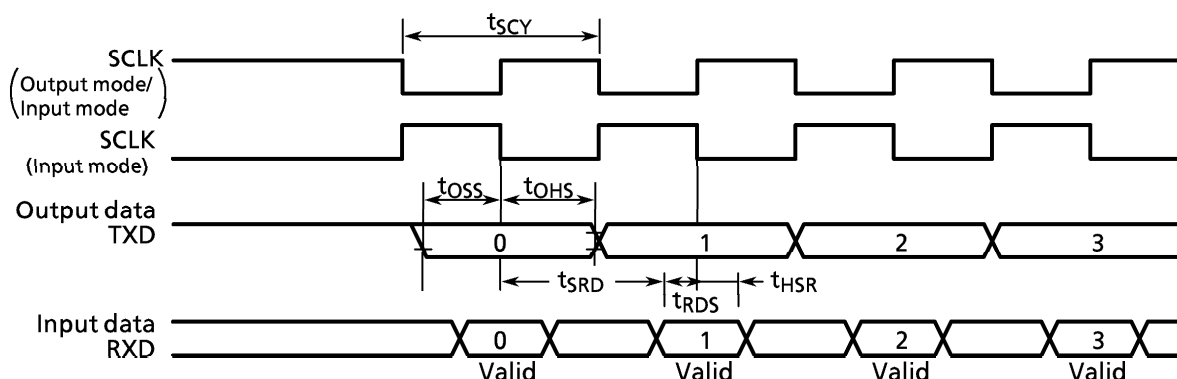 tSCY
SCLK
(Output mode/
Input mode)
SCLK
(Input mode)
tOSS tOHS
Output data
TXD
0 1 2 3
tSRD tRDS tHSR
Input data
RXD
0 1 2 3
Valid Valid Valid Valid